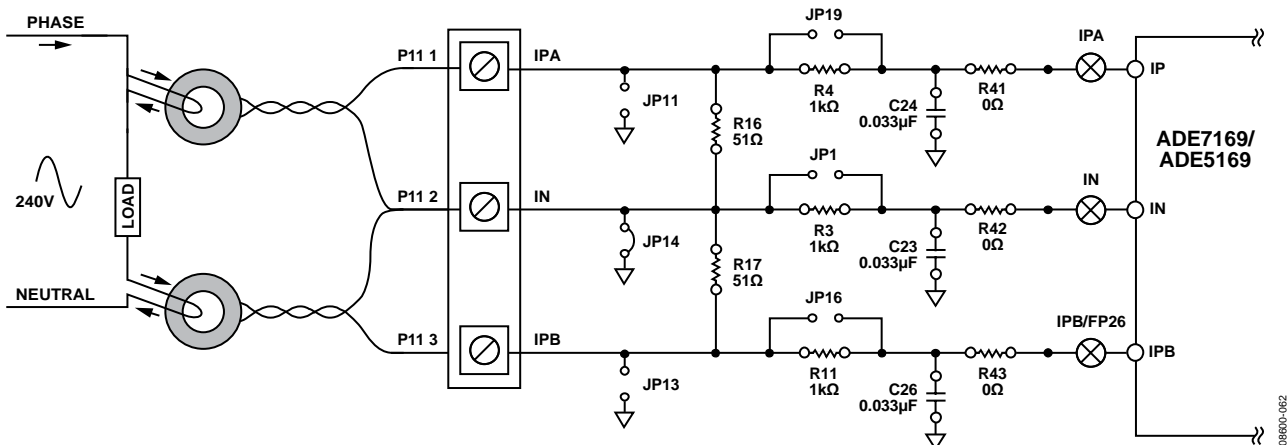 PHASE
240V
LOAD
NEUTRAL
P11 1
P11 2
P11 3
IPA
IN
IPB
JP11
JP14
JP13
R16
51Ω
R17
51Ω
JP19
R4
1kΩ
JP1
R3
1kΩ
JP16
R11
1kΩ
C24
0.033µF
C23
0.033µF
C26
0.033µF
R41
0Ω
R42
0Ω
R43
0Ω
IPA
IN
IPB/FP26
IP
IN
IPB
ADE7169/
ADE5169
08600-062